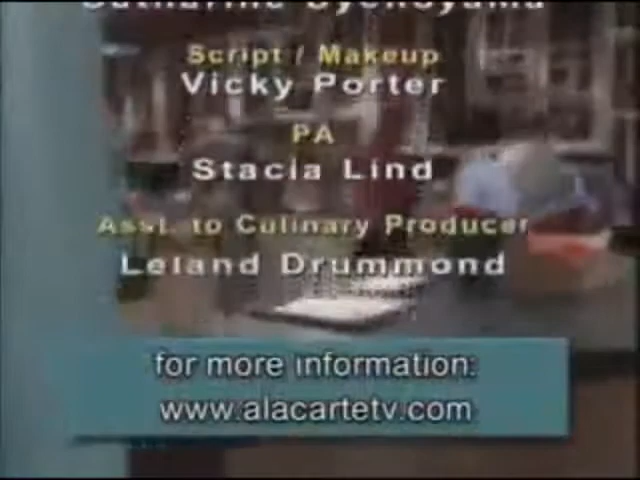 Script / Makeup
Vicky Porter
PA
Stacia Lind
Asst. to Culinary Producer
Leland Drummond
for more information:
www.alacartetv.com